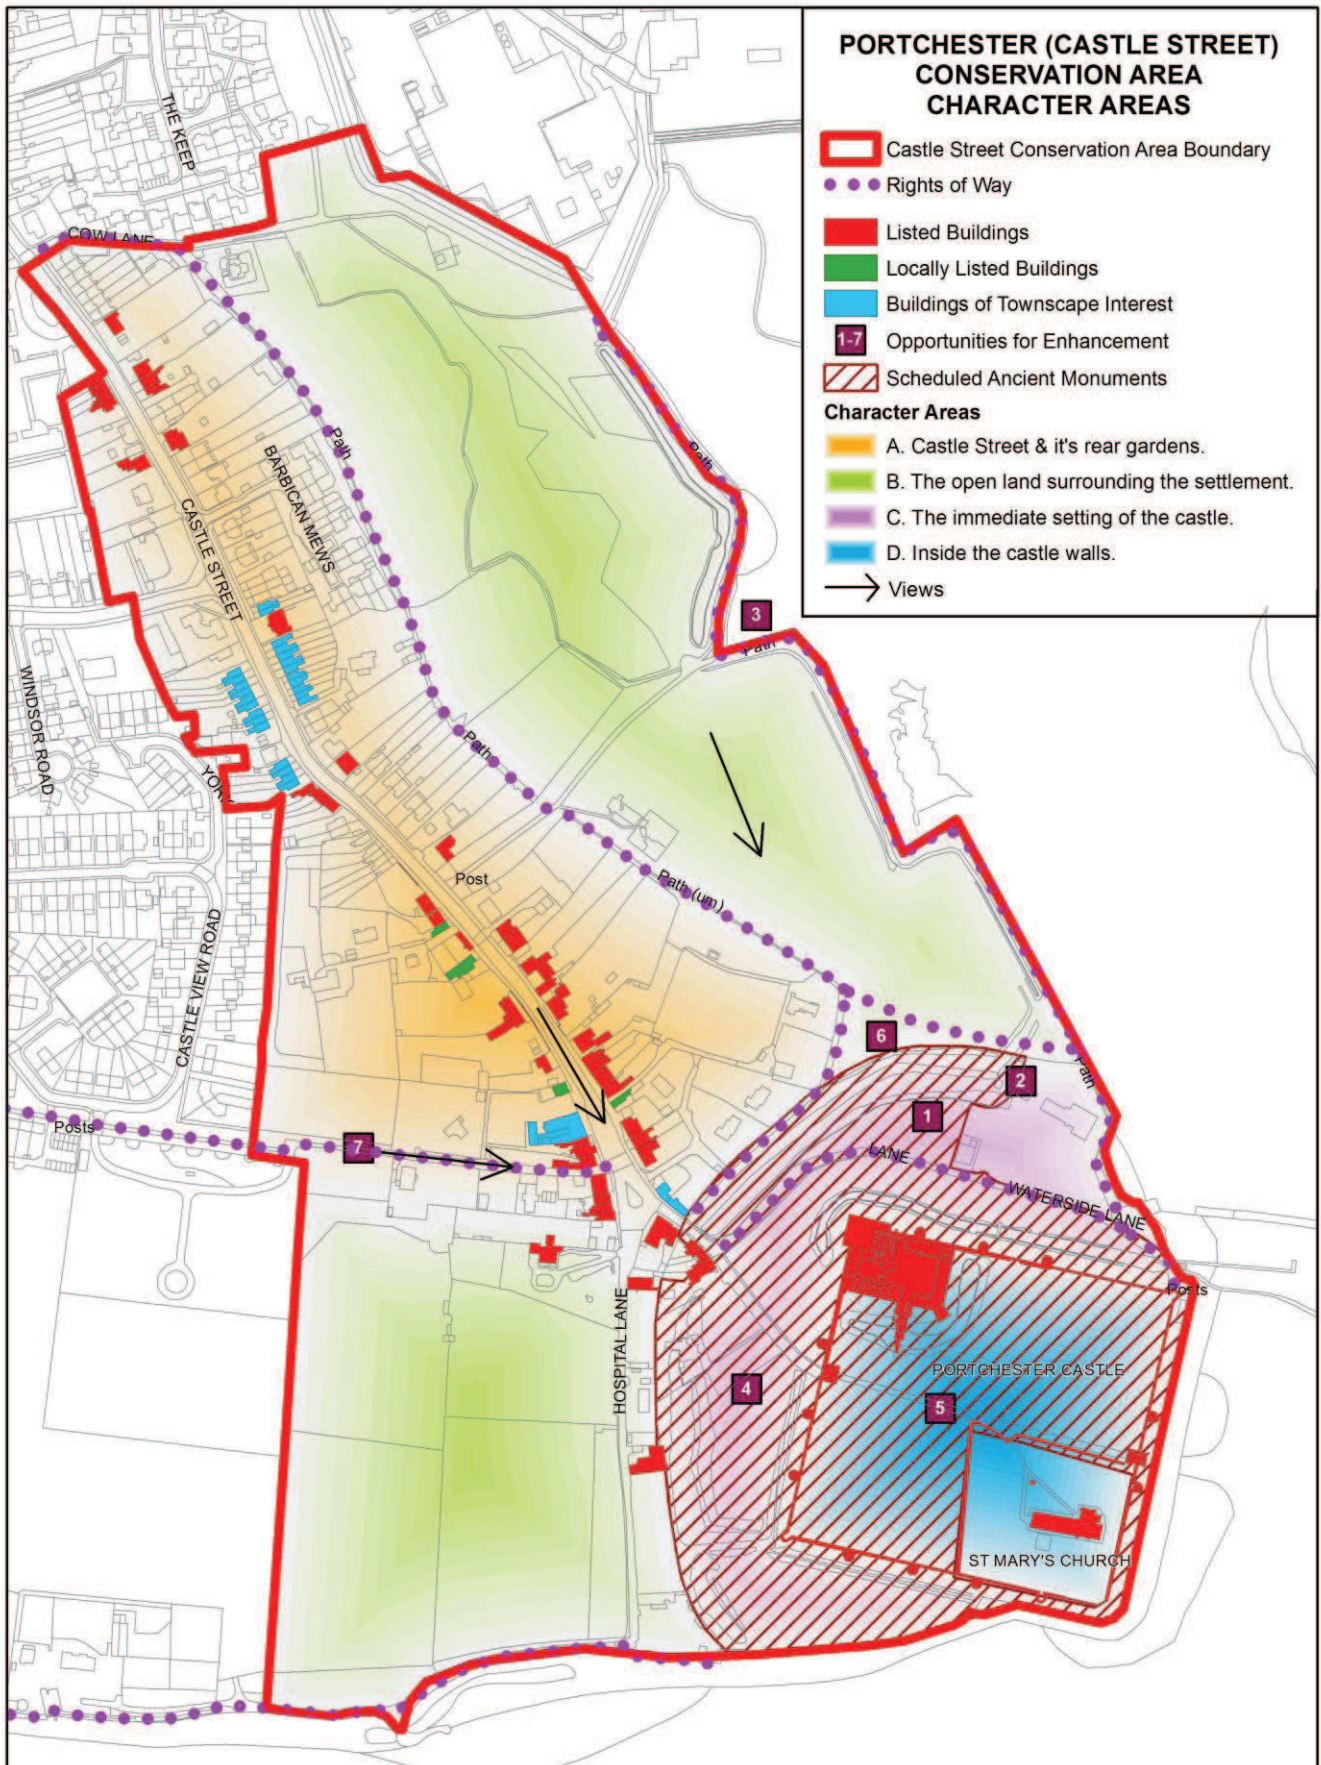 PORTCHESTER (CASTLE STREET)
CONSERVATION AREA
CHARACTER AREAS
Castle Street Conservation Area Boundary
Rights of Way
Listed Buildings
Locally Listed Buildings
Buildings of Townscape Interest
1-7 Opportunities for Enhancement
Scheduled Ancient Monuments
Character Areas
A. Castle Street & it's rear gardens.
B. The open land surrounding the settlement.
C. The immediate setting of the castle.
D. Inside the castle walls.
Views
THE KEEP
COW LANE
Path
Path
BARBICAN MEWS
CASTLE STREET
3
Path
WINDSOR ROAD
Path
YORK
Post
Path (um)
CASTLE VIEW ROAD
6
Path
2
1
Posts
7
LANE
WATERSIDE LANE
Posts
HOSPITAL LANE
PORTCHESTER CASTLE
4
5
ST MARY'S CHURCH